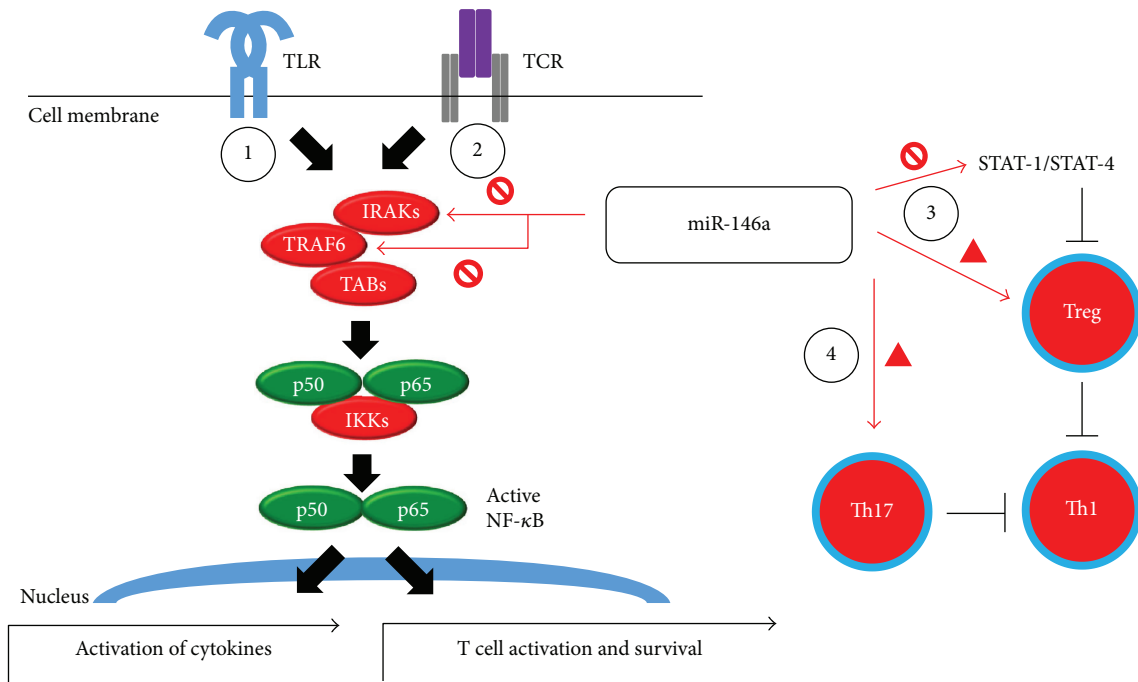 TLR
TCR
Cell membrane
1
2
STAT-1/STAT-4
3
IRAKs
miR-146a
TRAF6
TABs
Treg
4
p50
p65
IKKs
p50
p65
Active
NF-κB
Th17
Th1
Nucleus
Activation of cytokines
T cell activation and survival